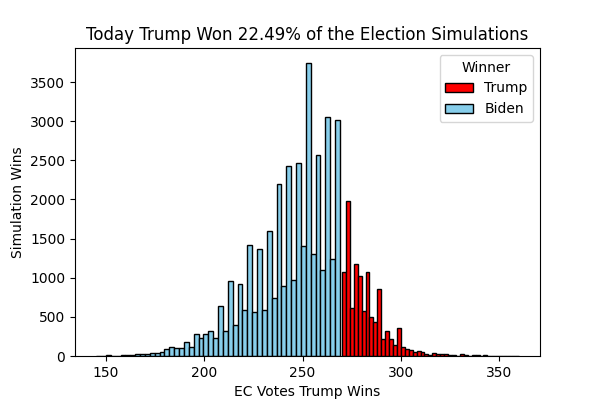 Today Trump Won 22.49% of the Election Simulations
Winner
Trump
Biden
Simulation Wins
3500
3000
2500
2000
1500
1000
500
0
150
200
250
300
350
EC Votes Trump Wins